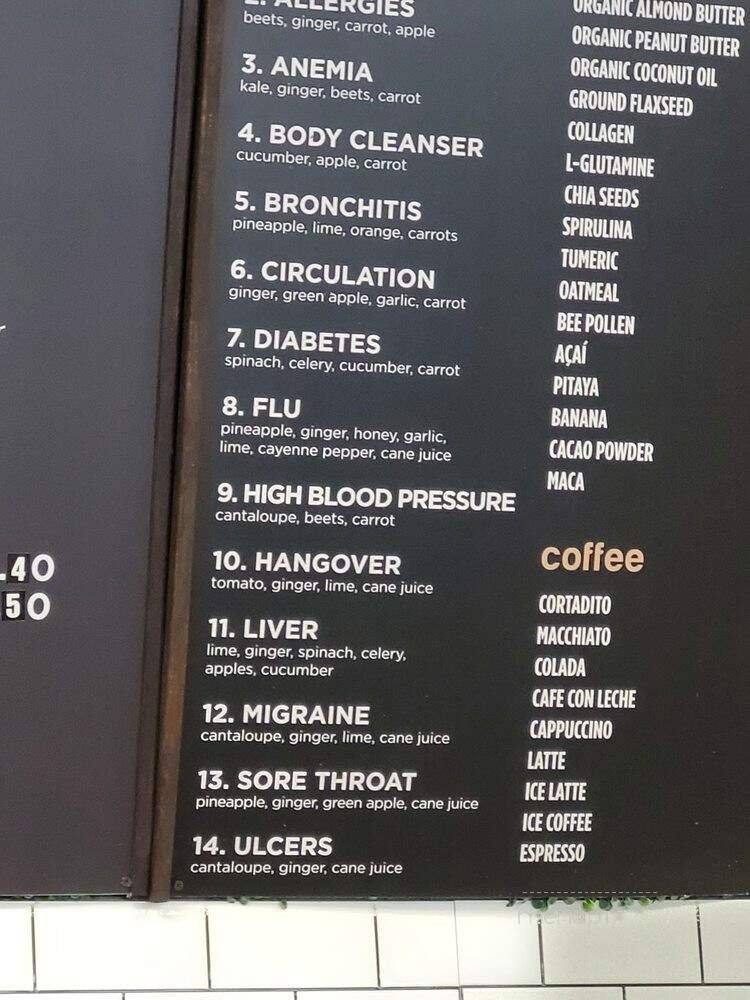 2. ALLERGIES
beets, ginger, carrot, apple
3. ANEMIA
kale, ginger, beets, carrot
4. BODY CLEANSER
cucumber, apple, carrot
5. BRONCHITIS
pineapple, lime, orange, carrots
6. CIRCULATION
ginger, green apple, garlic, carrot
7. DIABETES
spinach, celery, cucumber, carrot
8. FLU
pineapple, ginger, honey, garlic,
lime, cayenne pepper, cane juice
9. HIGH BLOOD PRESSURE
cantaloupe, beets, carrot
10. HANGOVER
tomato, ginger, lime, cane juice
11. LIVER
lime, ginger, spinach, celery,
apples, cucumber
12. MIGRAINE
cantaloupe, ginger, lime, cane juice
13. SORE THROAT
pineapple, ginger, green apple, cane juice
14. ULCERS
cantaloupe, ginger, cane juice
ORGANIC ALMOND BUTTER
ORGANIC PEANUT BUTTER
ORGANIC COCONUT OIL
GROUND FLAXSEED
COLLAGEN
L-GLUTAMINE
CHIA SEEDS
SPIRULINA
TUMERIC
OATMEAL
BEE POLLEN
AÇAÍ
PITAYA
BANANA
CACAO POWDER
MACA
coffee
CORTADITO
MACCHIATO
COLADA
CAFE CON LECHE
CAPPUCCINO
LATTE
ICE LATTE
ICE COFFEE
ESPRESSO
.40
50